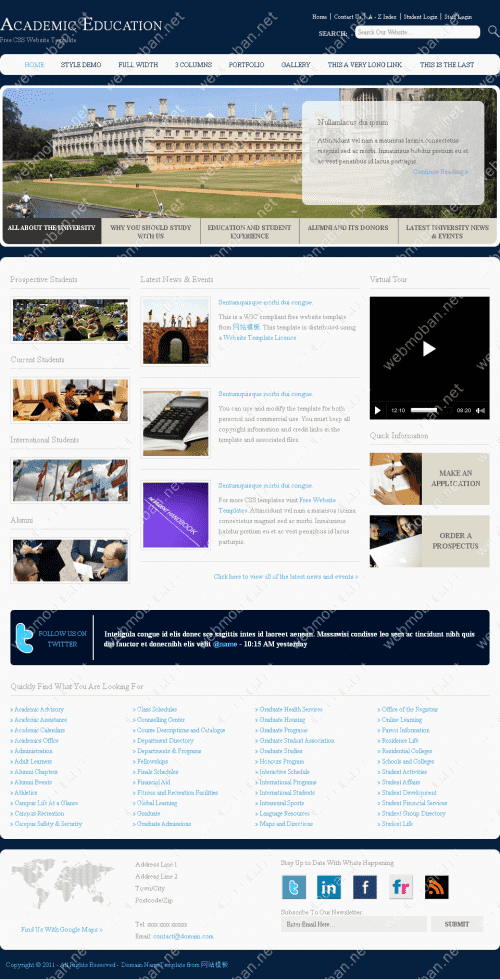 Academic Education
Free CSS Website Template
Home | Contact Us | A - Z Index | Student Login | Staff Login
SEARCH:
Search Our Website...
HOME
STYLE DEMO
FULL WIDTH
3 COLUMNS
PORTFOLIO
GALLERY
THIS A VERY LONG LINK
THIS IS THE LAST
Nullamlacus dui ipsum
Attincidunt vel nam a maurisus lacinia consectetus
magnisl sed ac morbi. Inmaurisus habitur pretium eu et
ac vest penatibus id lacus parturpis.
Continue Reading »
ALL ABOUT THE UNIVERSITY
WHY YOU SHOULD STUDY
WITH US
EDUCATION AND STUDENT
EXPERIENCE
ALUMNI AND ITS DONORS
LATEST UNIVERSITY NEWS
& EVENTS
Prospective Students
Current Students
International Students
Alumni
Latest News & Events
Sentumquisque morbi dui congue.
This is a W3C compliant free website template
from 网站模板. This template is distributed using
a Website Template Licence.
Sentumquisque morbi dui congue.
You can use and modify the template for both
personal and commercial use. You must keep all
copyright information and credit links in the
template and associated files.
STUDENT HANDBOOK
Sentumquisque morbi dui congue.
For more CSS templates visit Free Website
Templates. Attincidunt vel nam a maurisus lacinia
consectetus magnisl sed ac morbi. Inmaurisus
habitur pretium eu et ac vest penatibus id lacus
parturpis.
Click here to view all of the latest news and events »
Virtual Tour
12:10
09:20
Quick Information
MAKE AN
APPLICATION
ORDER A
PROSPECTUS
FOLLOW US ON
TWITTER
Inteligula congue id elis donec sce sagittis intes id laoreet aenean. Massawisi condisse leo sem ac tincidunt nibh quis
dui fauctor et donecnibh elis velit @name - 10:15 AM yesterday
Quickly Find What You Are Looking For
» Academic Advisory
» Academic Assistance
» Academic Calendars
» Academics Office
» Administration
» Adult Learners
» Alumni Chapters
» Alumni Events
» Athletics
» Campus Life At a Glance
» Campus Recreation
» Campus Safety & Security
» Class Schedules
» Counselling Center
» Course Descriptions and Catalogue
» Department Directory
» Departments & Programs
» Fellowships
» Finals Schedules
» Financial Aid
» Fitness and Recreation Facilities
» Global Learning
» Graduate
» Graduate Admissions
» Graduate Health Services
» Graduate Housing
» Graduate Programs
» Graduate Student Association
» Graduate Studies
» Honours Program
» Interactive Schedule
» International Programs
» International Students
» Intramural Sports
» Language Resources
» Maps and Directions
» Office of the Registrar
» Online Learning
» Parent Information
» Residence Life
» Residential Colleges
» Schools and Colleges
» Student Activities
» Student Affairs
» Student Development
» Student Financial Services
» Student Group Directory
» Student Life
Find Us With Google Maps »
Address Line 1
Address Line 2
Town/City
Postcode/Zip
Tel: xxxx xxxx xxxxxx
Email: contact@domain.com
Stay Up to Date With Whats Happening
Subscribe To Our Newsletter:
Enter Email Here....
SUBMIT
Copyright © 2011 - All Rights Reserved - Domain Name Template from 网站模板
webmoban.net